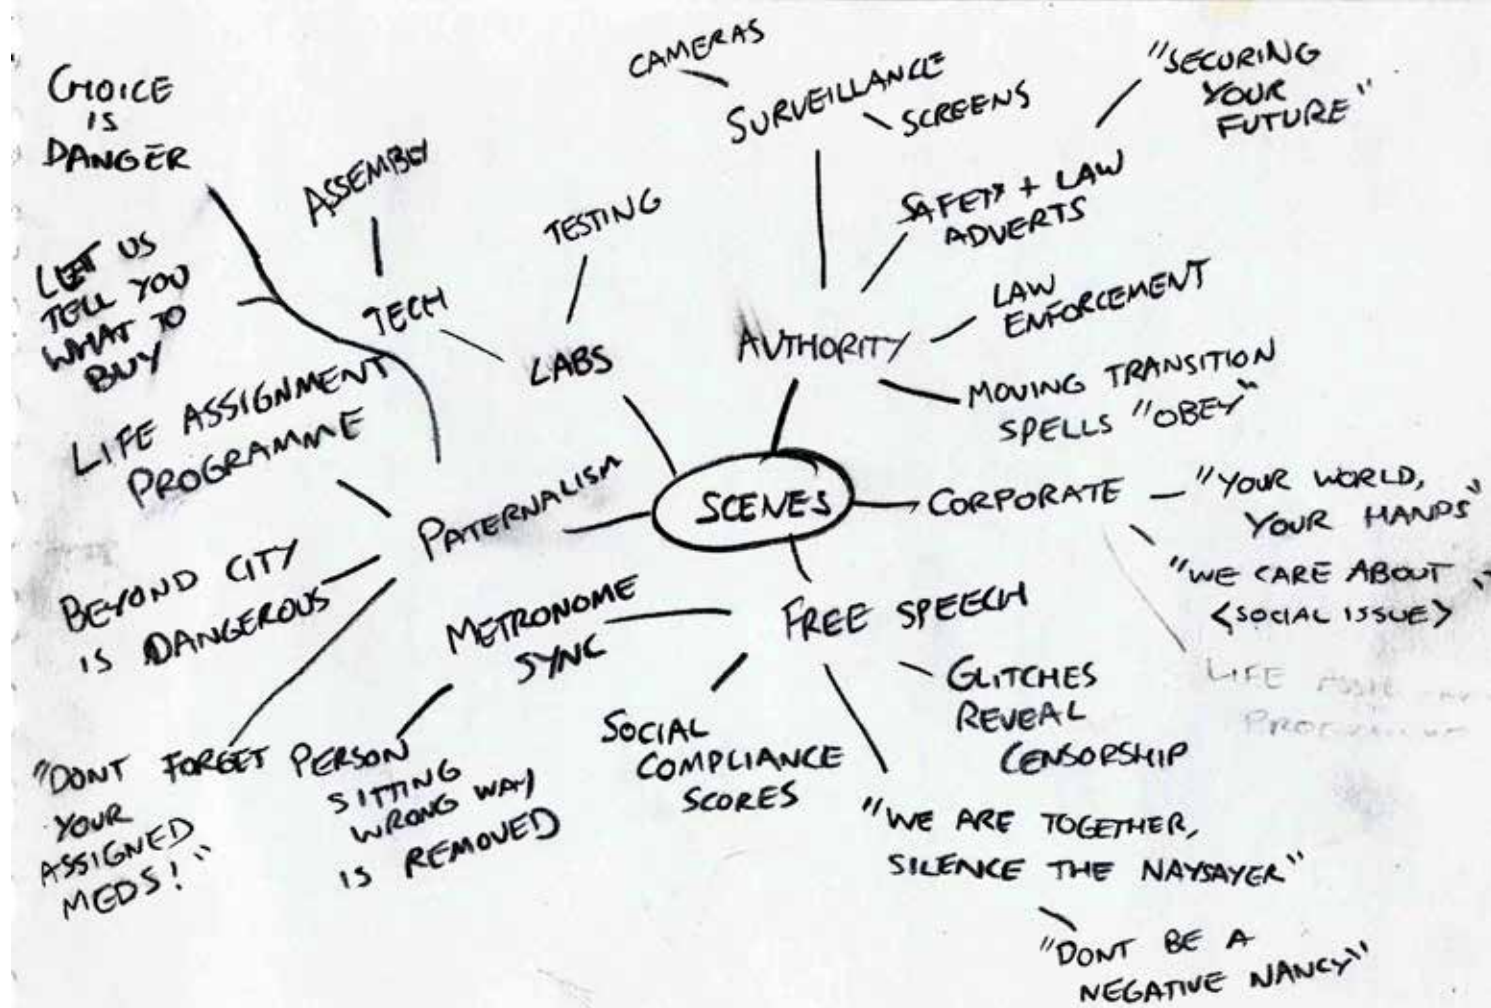 CAMERAS
SURVEILLANCE
SCREENS
"SECURING
YOUR
FUTURE"
SAFETY + LAW
ADVERTS
LAW
ENFORCEMENT
AUTHORITY
MOVING TRANSITION
SPELLS "OBEY"
CHOICE
IS
DANGER
ASSEMBLY
TESTING
LET US
TELL YOU
WHAT TO
BUY
TECH
LABS
LIFE ASSIGNMENT
PROGRAMME
PATERNALISM
SCENES
CORPORATE
"YOUR WORLD,
YOUR HANDS"
"WE CARE ABOUT
<SOCIAL ISSUE>"
LIFE
BEYOND CITY
IS DANGEROUS
METRONOME
SYNC
FREE SPEECH
GLITCHES
REVEAL
CENSORSHIP
"DONT FORGET
YOUR
ASSIGNED
MEDS!"
PERSON
SITTING
WRONG WAY
IS REMOVED
SOCIAL
COMPLIANCE
SCORES
"WE ARE TOGETHER,
SILENCE THE NAYSAYER"
"DONT BE A
NEGATIVE NANCY"